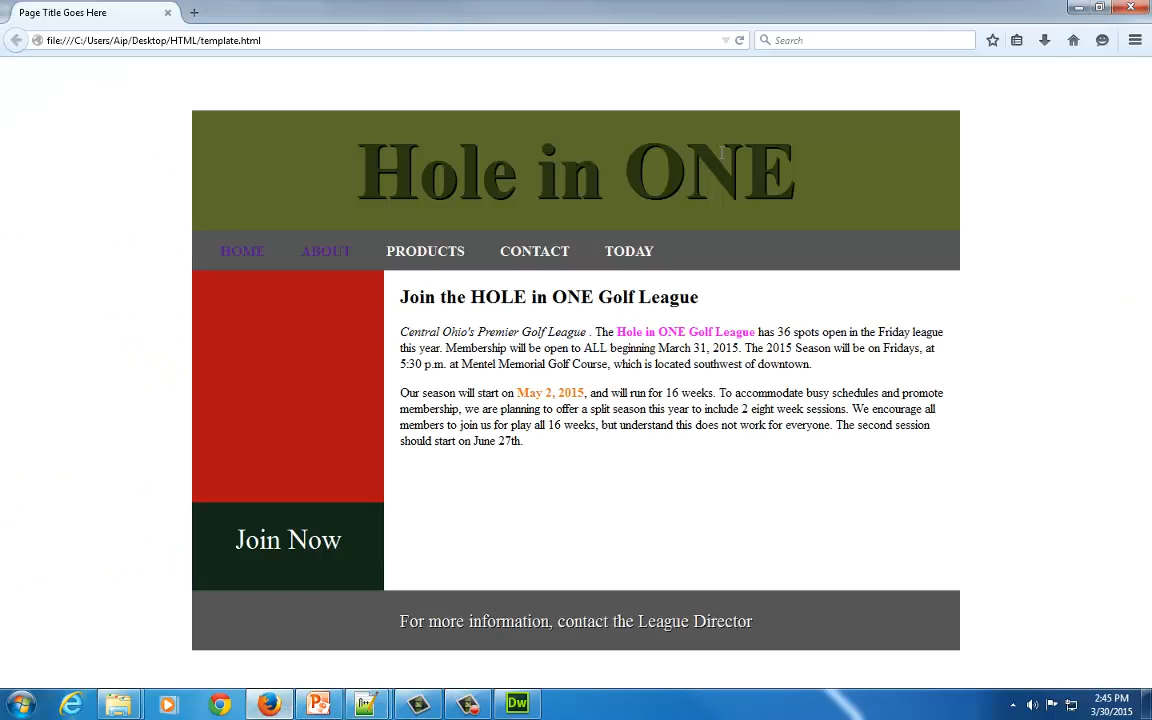 Page Title Goes Here
file:///C:/Users/Aip/Desktop/HTML/template.html
Search
Hole in ONE
HOME ABOUT PRODUCTS CONTACT TODAY
Join the HOLE in ONE Golf League
Central Ohio's Premier Golf League . The Hole in ONE Golf League has 36 spots open in the Friday league
this year. Membership will be open to ALL beginning March 31, 2015. The 2015 Season will be on Fridays, at
5:30 p.m. at Mentel Memorial Golf Course, which is located southwest of downtown.
Our season will start on May 2, 2015, and will run for 16 weeks. To accommodate busy schedules and promote
membership, we are planning to offer a split season this year to include 2 eight week sessions. We encourage all
members to join us for play all 16 weeks, but understand this does not work for everyone. The second session
should start on June 27th.
Join Now
For more information, contact the League Director
Dw
2:45 PM
3/30/2015